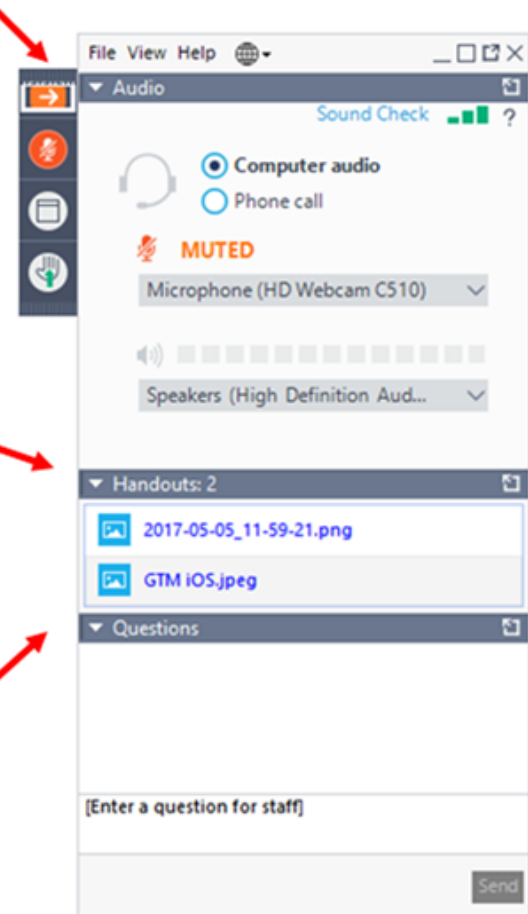 File View Help
Audio
Sound Check ?
Computer audio
Phone call
MUTED
Microphone (HD Webcam C510)
Speakers (High Definition Aud...
Handouts: 2
2017-05-05_11-59-21.png
GTM iOS.jpeg
Questions
[Enter a question for staff]
Send